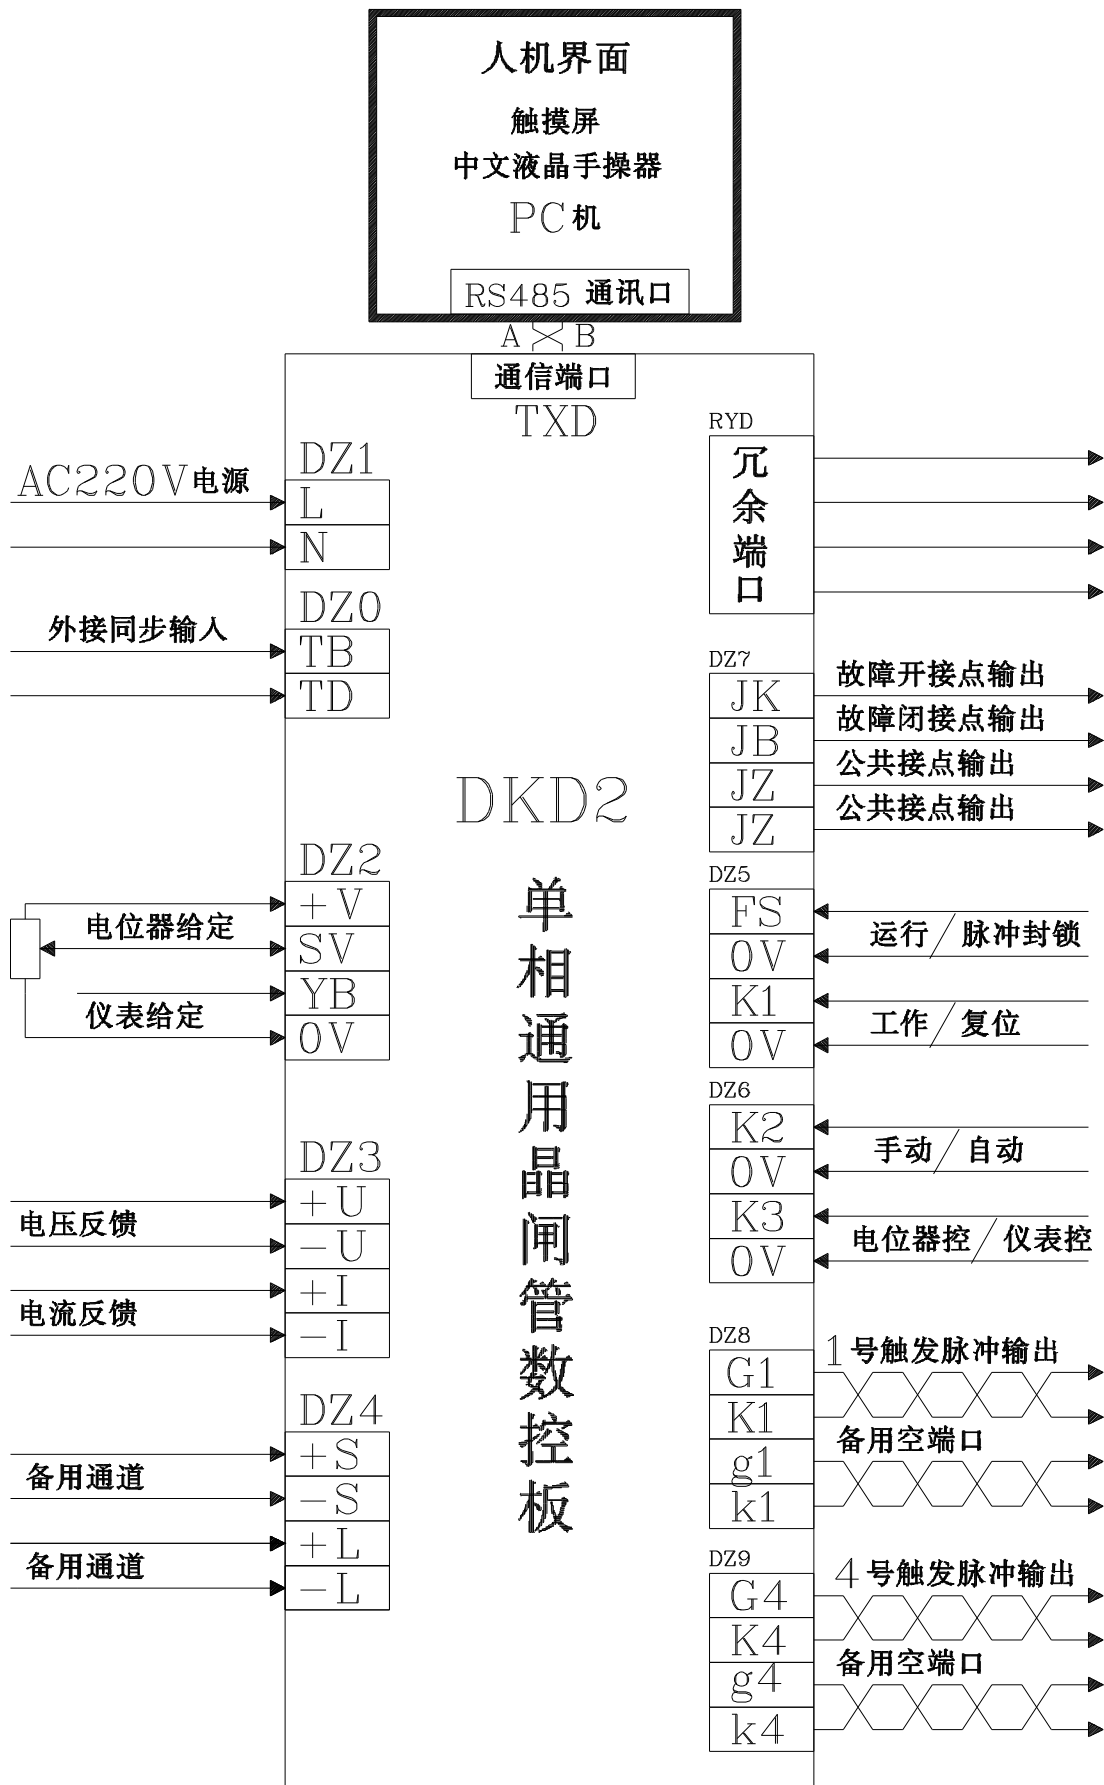 人机界面
触摸屏
中文液晶手操器
PC机
RS485 通讯口
A B
通信端口
TXD
DZ1
AC220V电源
L
N
DZ0
外接同步输入
TB
TD
DKD2
单相通用晶闸管数控板
DZ2
+V
电位器给定
SV
YB
仪表给定
0V
DZ3
+U
电压反馈
-U
+I
电流反馈
-I
DZ4
+S
备用通道
-S
+L
备用通道
-L
RYD
冗余端口
DZ7
JK 故障开接点输出
JB 故障闭接点输出
JZ 公共接点输出
JZ 公共接点输出
DZ5
FS
运行/脉冲封锁
0V
K1
工作/复位
0V
DZ6
K2
手动/自动
0V
K3
电位器控/仪表控
0V
DZ8
1号触发脉冲输出
G1
K1
备用空端口
g1
k1
DZ9
4号触发脉冲输出
G4
K4
备用空端口
g4
k4